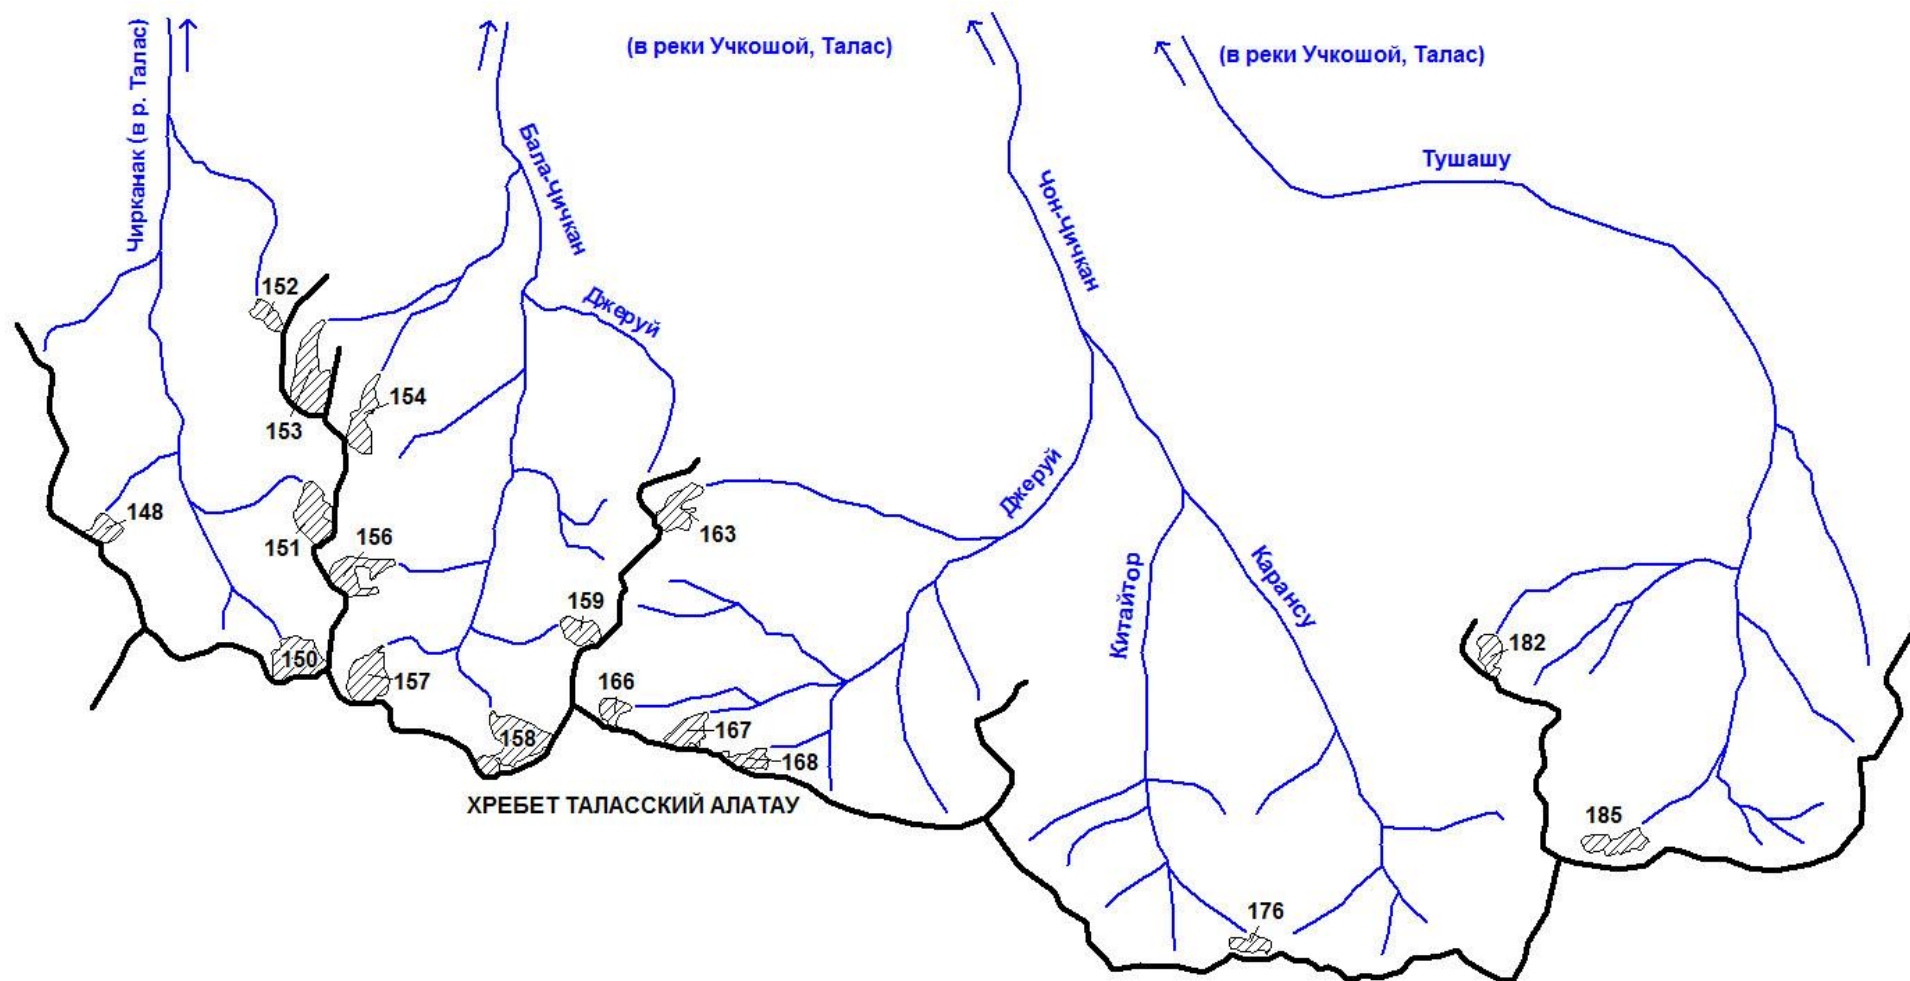 (в реки Учкошой, Талас)
(в реки Учкошой, Талас)
Чирканак (в р. Талас)
Бала-Чичкан
Чон-Чичкан
Тушашу
152
Джеруй
154
153
Джеруй
148
163
151
156
Китайтор
Карансу
159
182
150
157
166
158
167
168
ХРЕБЕТ ТАЛАССКИЙ АЛАТАУ
185
176